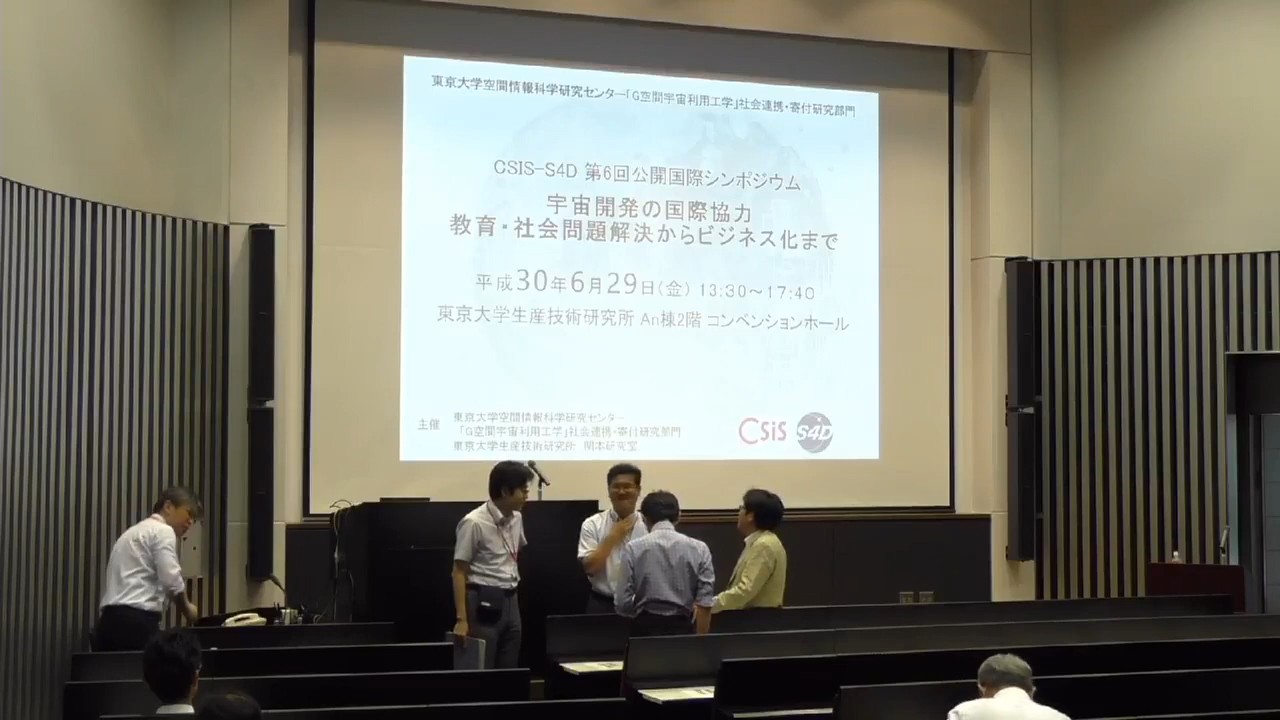 東京大学空間情報科学研究センター「G空間宇宙利用工学」社会連携・寄付研究部門
CSIS-S4D 第6回公開国際シンポジウム
宇宙開発の国際協力
教育・社会問題解決からビジネス化まで
平成30年6月29日(金) 13:30～17:40
東京大学生産技術研究所 An棟2階 コンベンションホール
主催
東京大学空間情報科学研究センター
「G空間宇宙利用工学」社会連携・寄付研究部門
東京大学生産技術研究所 関本研究室
CSiS S4D